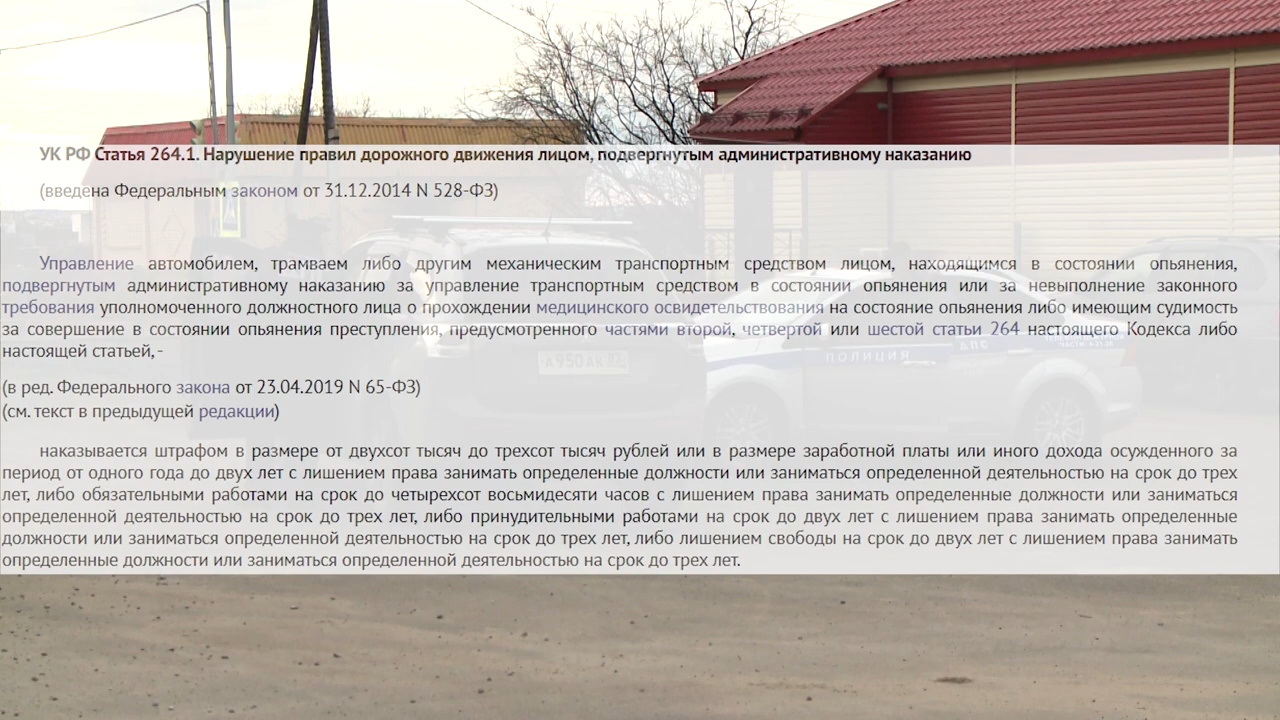 УК РФ Статья 264.1. Нарушение правил дорожного движения лицом, подвергнутым административному наказанию
(введена Федеральным законом от 31.12.2014 N 528-ФЗ)
Управление автомобилем, трамваем либо другим механическим транспортным средством лицом, находящимся в состоянии опьянения,
подвергнутым административному наказанию за управление транспортным средством в состоянии опьянения или за невыполнение законного
требования уполномоченного должностного лица о прохождении медицинского освидетельствования на состояние опьянения либо имеющим судимость
за совершение в состоянии опьянения преступления, предусмотренного частями второй, четвертой или шестой статьи 264 настоящего Кодекса либо
настоящей статьей, -
(в ред. Федерального закона от 23.04.2019 N 65-ФЗ)
(см. текст в предыдущей редакции)
наказывается штрафом в размере от двухсот тысяч до трехсот тысяч рублей или в размере заработной платы или иного дохода осужденного за
период от одного года до двух лет с лишением права занимать определенные должности или заниматься определенной деятельностью на срок до трех
лет, либо обязательными работами на срок до четырехсот восьмидесяти часов с лишением права занимать определенные должности или заниматься
определенной деятельностью на срок до трех лет, либо принудительными работами на срок до двух лет с лишением права занимать определенные
должности или заниматься определенной деятельностью на срок до трех лет, либо лишением свободы на срок до двух лет с лишением права занимать
определенные должности или заниматься определенной деятельностью на срок до трех лет.
ПОЛИЦИЯ
ДПС